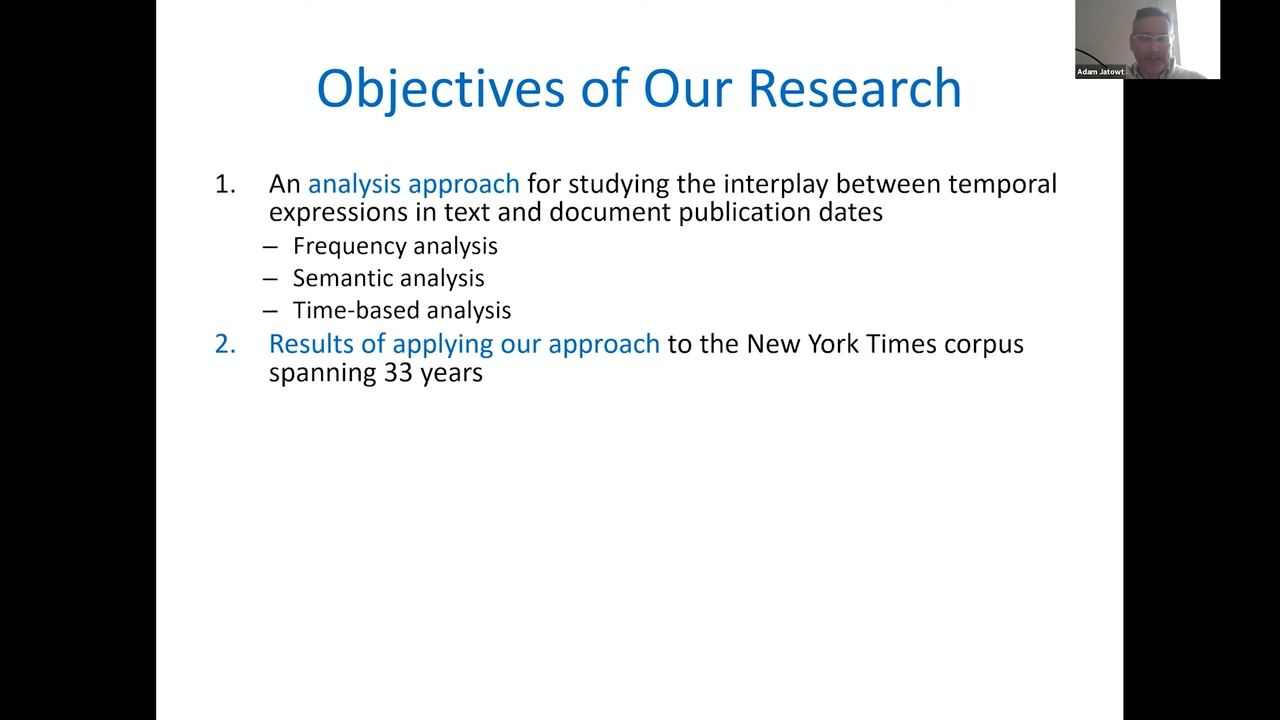 Adam Jatowt
Objectives of Our Research
1. An analysis approach for studying the interplay between temporal
expressions in text and document publication dates
– Frequency analysis
– Semantic analysis
– Time-based analysis
2. Results of applying our approach to the New York Times corpus
spanning 33 years